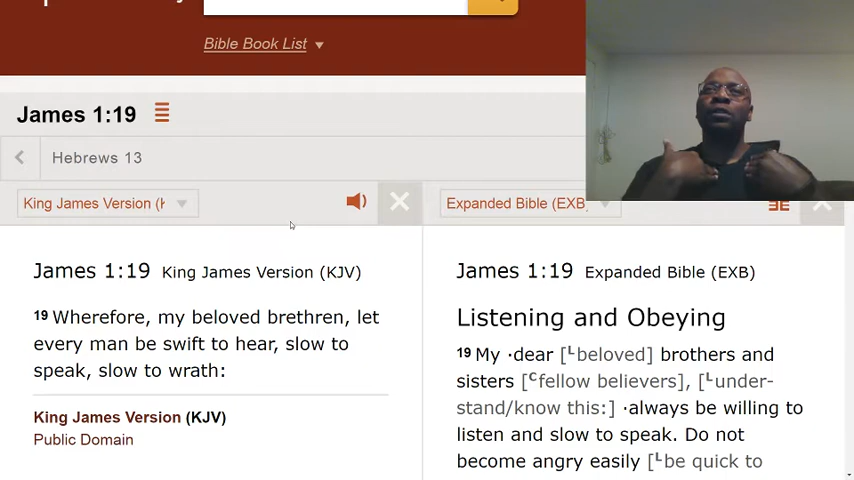 Bible Book List
James 1:19
Hebrews 13
King James Version (
Expanded Bible (EXB
James 1:19 King James Version (KJV)
19 Wherefore, my beloved brethren, let
every man be swift to hear, slow to
speak, slow to wrath:
King James Version (KJV)
Public Domain
James 1:19 Expanded Bible (EXB)
Listening and Obeying
19 My ·dear [Lbeloved] brothers and
sisters [Cfellow believers], [Lunder-
stand/know this:] ·always be willing to
listen and slow to speak. Do not
become angry easily [Lbe quick to